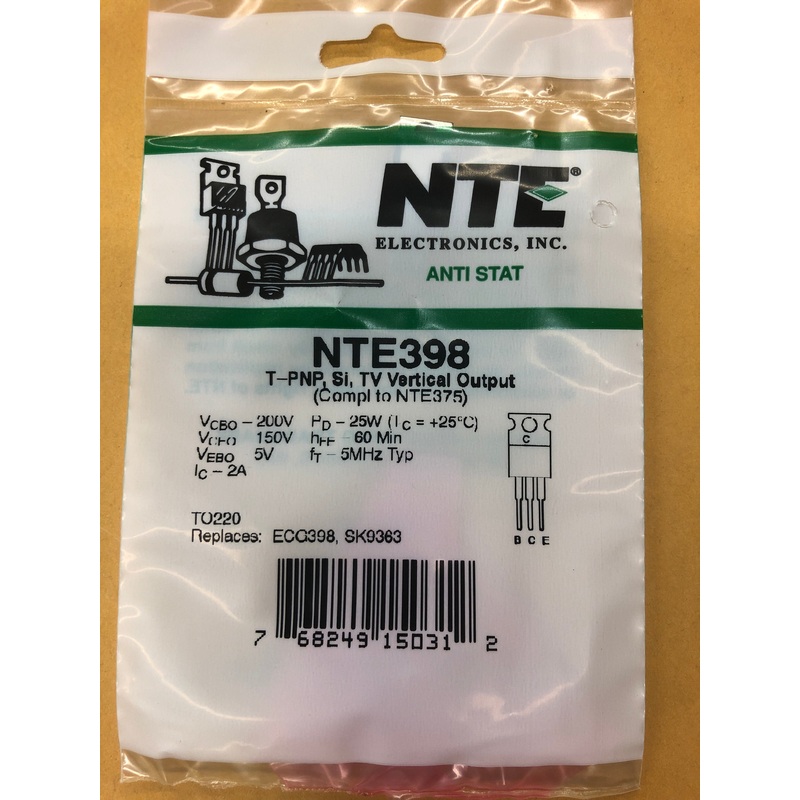 NTE®
ELECTRONICS, INC.
ANTI STAT
NTE398
T-PNP, Si, TV Vertical Output
(Compl to NTE375)
VCBO – 200V PD – 25W (TC = +25°C)
VCEO 150V hFE – 60 Min
VEBO 5V fT – 5MHz Typ
IC – 2A
C
B C E
TO220
Replaces: ECG398, SK9363
7 68249 15031 2